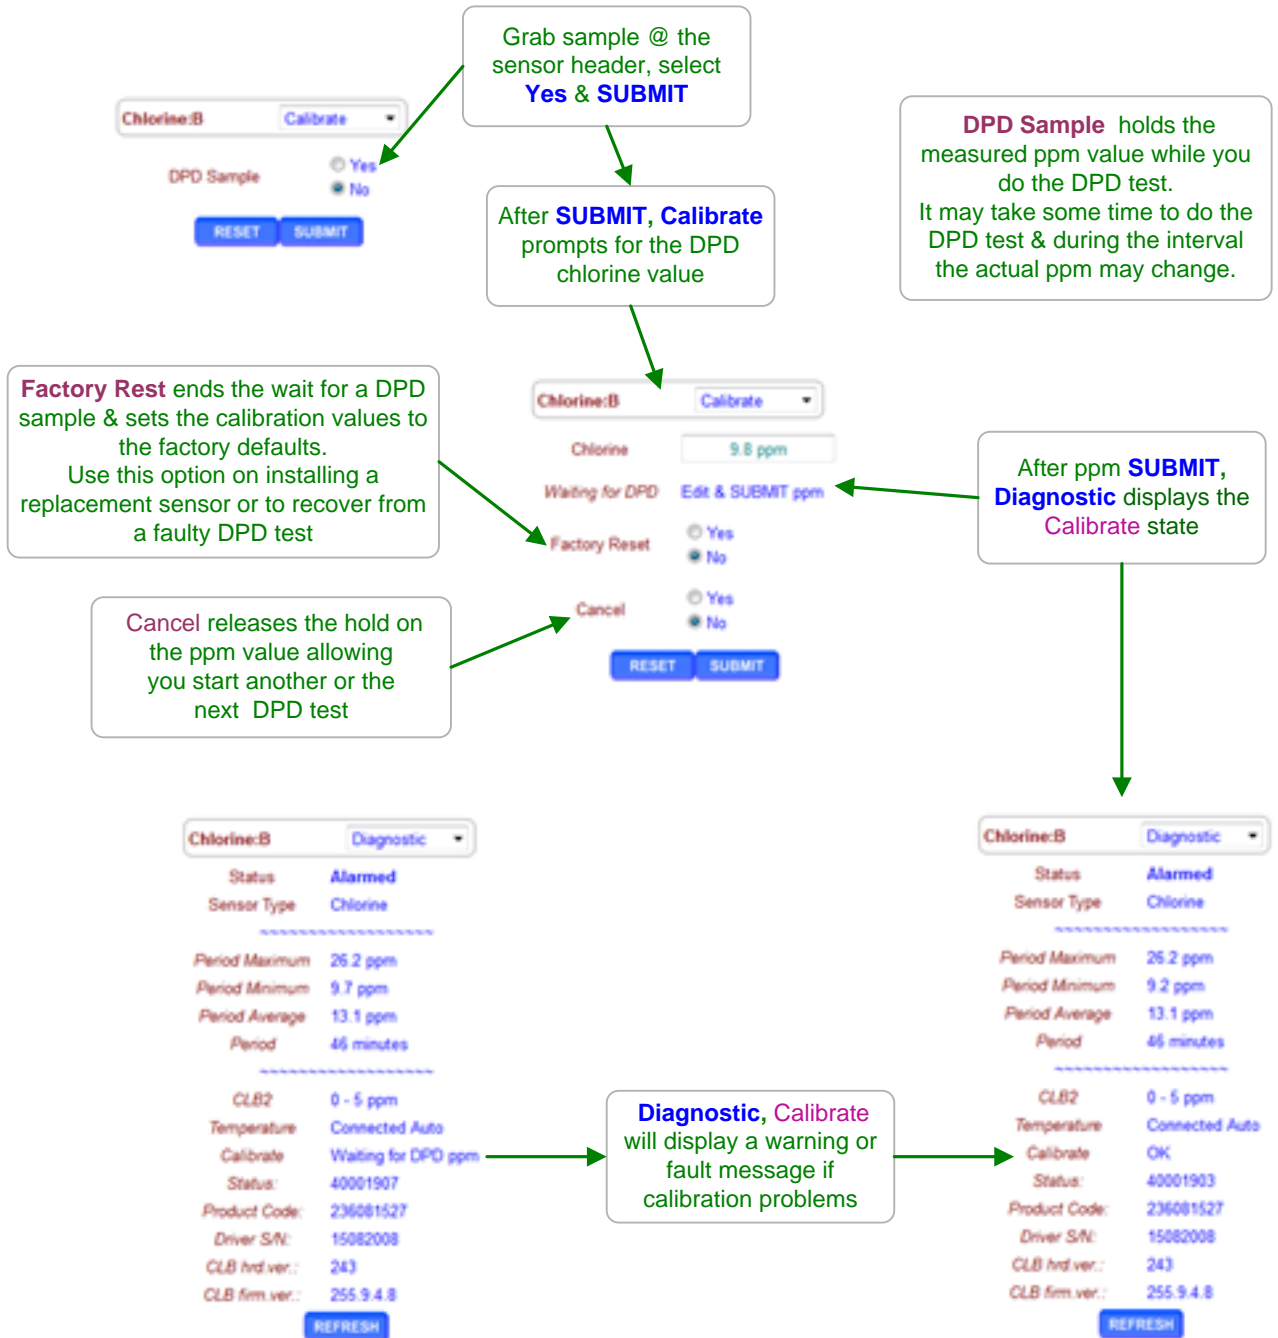 Grab sample @ the
sensor header, select
Yes & SUBMIT
Chlorine:B Calibrate
DPD Sample Yes
No
RESET SUBMIT
DPD Sample holds the
measured ppm value while you
do the DPD test.
It may take some time to do the
DPD test & during the interval
the actual ppm may change.
After SUBMIT, Calibrate
prompts for the DPD
chlorine value
Factory Rest ends the wait for a DPD
sample & sets the calibration values to
the factory defaults.
Use this option on installing a
replacement sensor or to recover from
a faulty DPD test
Chlorine:B Calibrate
Chlorine 9.8 ppm
Waiting for DPD Edit & SUBMIT ppm
Factory Reset Yes
No
Cancel Yes
No
RESET SUBMIT
After ppm SUBMIT,
Diagnostic displays the
Calibrate state
Cancel releases the hold on
the ppm value allowing
you start another or the
next DPD test
Chlorine:B Diagnostic
Status Alarmed
Sensor Type Chlorine
~~~~~~~~~~~~~~~~~~
Period Maximum 26.2 ppm
Period Minimum 9.7 ppm
Period Average 13.1 ppm
Period 46 minutes
~~~~~~~~~~~~~~~~~~
CLB2 0 - 5 ppm
Temperature Connected Auto
Calibrate Waiting for DPD ppm
Status: 40001907
Product Code: 236081527
Driver S/N: 15082008
CLB hrd.ver.: 243
CLB firm.ver.: 255.9.4.8
REFRESH
Diagnostic, Calibrate
will display a warning or
fault message if
calibration problems
Chlorine:B Diagnostic
Status Alarmed
Sensor Type Chlorine
~~~~~~~~~~~~~~~~~~
Period Maximum 26.2 ppm
Period Minimum 9.2 ppm
Period Average 13.1 ppm
Period 46 minutes
~~~~~~~~~~~~~~~~~~
CLB2 0 - 5 ppm
Temperature Connected Auto
Calibrate OK
Status: 40001903
Product Code: 236081527
Driver S/N: 15082008
CLB hrd.ver.: 243
CLB firm.ver.: 255.9.4.8
REFRESH